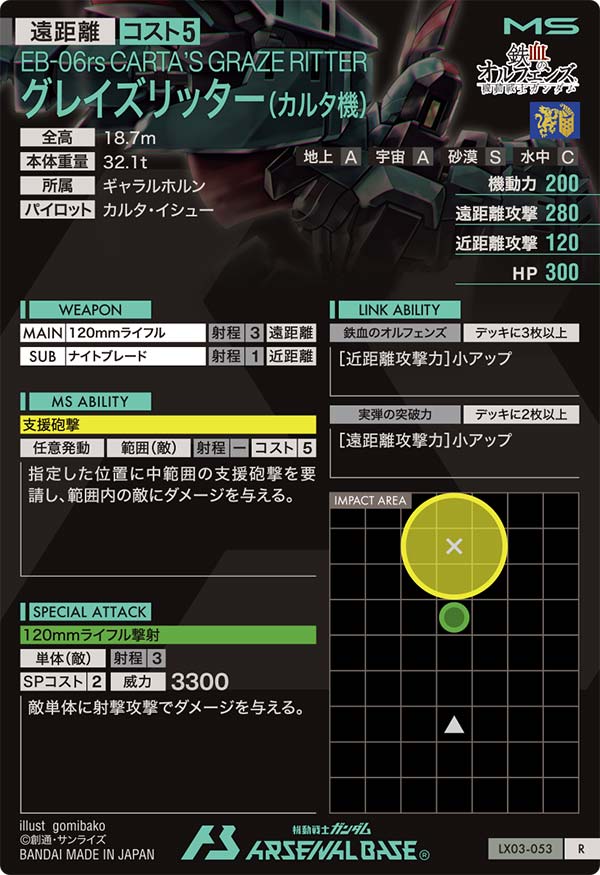 遠距離 コスト5
MS
EB-06rs CARTA'S GRAZE RITTER
グレイズリッター(カルタ機)
鉄血の
オルフェンズ
機動戦士ガンダム
全高 18.7m
本体重量 32.1t
所属 ギャラルホルン
パイロット カルタ・イシュー
地上 A 宇宙 A 砂漠 S 水中 C
機動力 200
遠距離攻撃 280
近距離攻撃 120
HP 300
WEAPON
MAIN 120mmライフル 射程 3 遠距離
SUB ナイトブレード 射程 1 近距離
MS ABILITY
支援砲撃
任意発動 範囲(敵) 射程 ー コスト 5
指定した位置に中範囲の支援砲撃を要
請し、範囲内の敵にダメージを与える。
SPECIAL ATTACK
120mmライフル撃射
単体(敵) 射程 3
SPコスト 2 威力 3300
敵単体に射撃攻撃でダメージを与える。
LINK ABILITY
鉄血のオルフェンズ デッキに3枚以上
[近距離攻撃力]小アップ
実弾の突破力 デッキに2枚以上
[遠距離攻撃力]小アップ
IMPACT AREA
illust gomibako
©創通・サンライズ
BANDAI MADE IN JAPAN
機動戦士ガンダム
AB ARSENAL BASE®
LX03-053 R